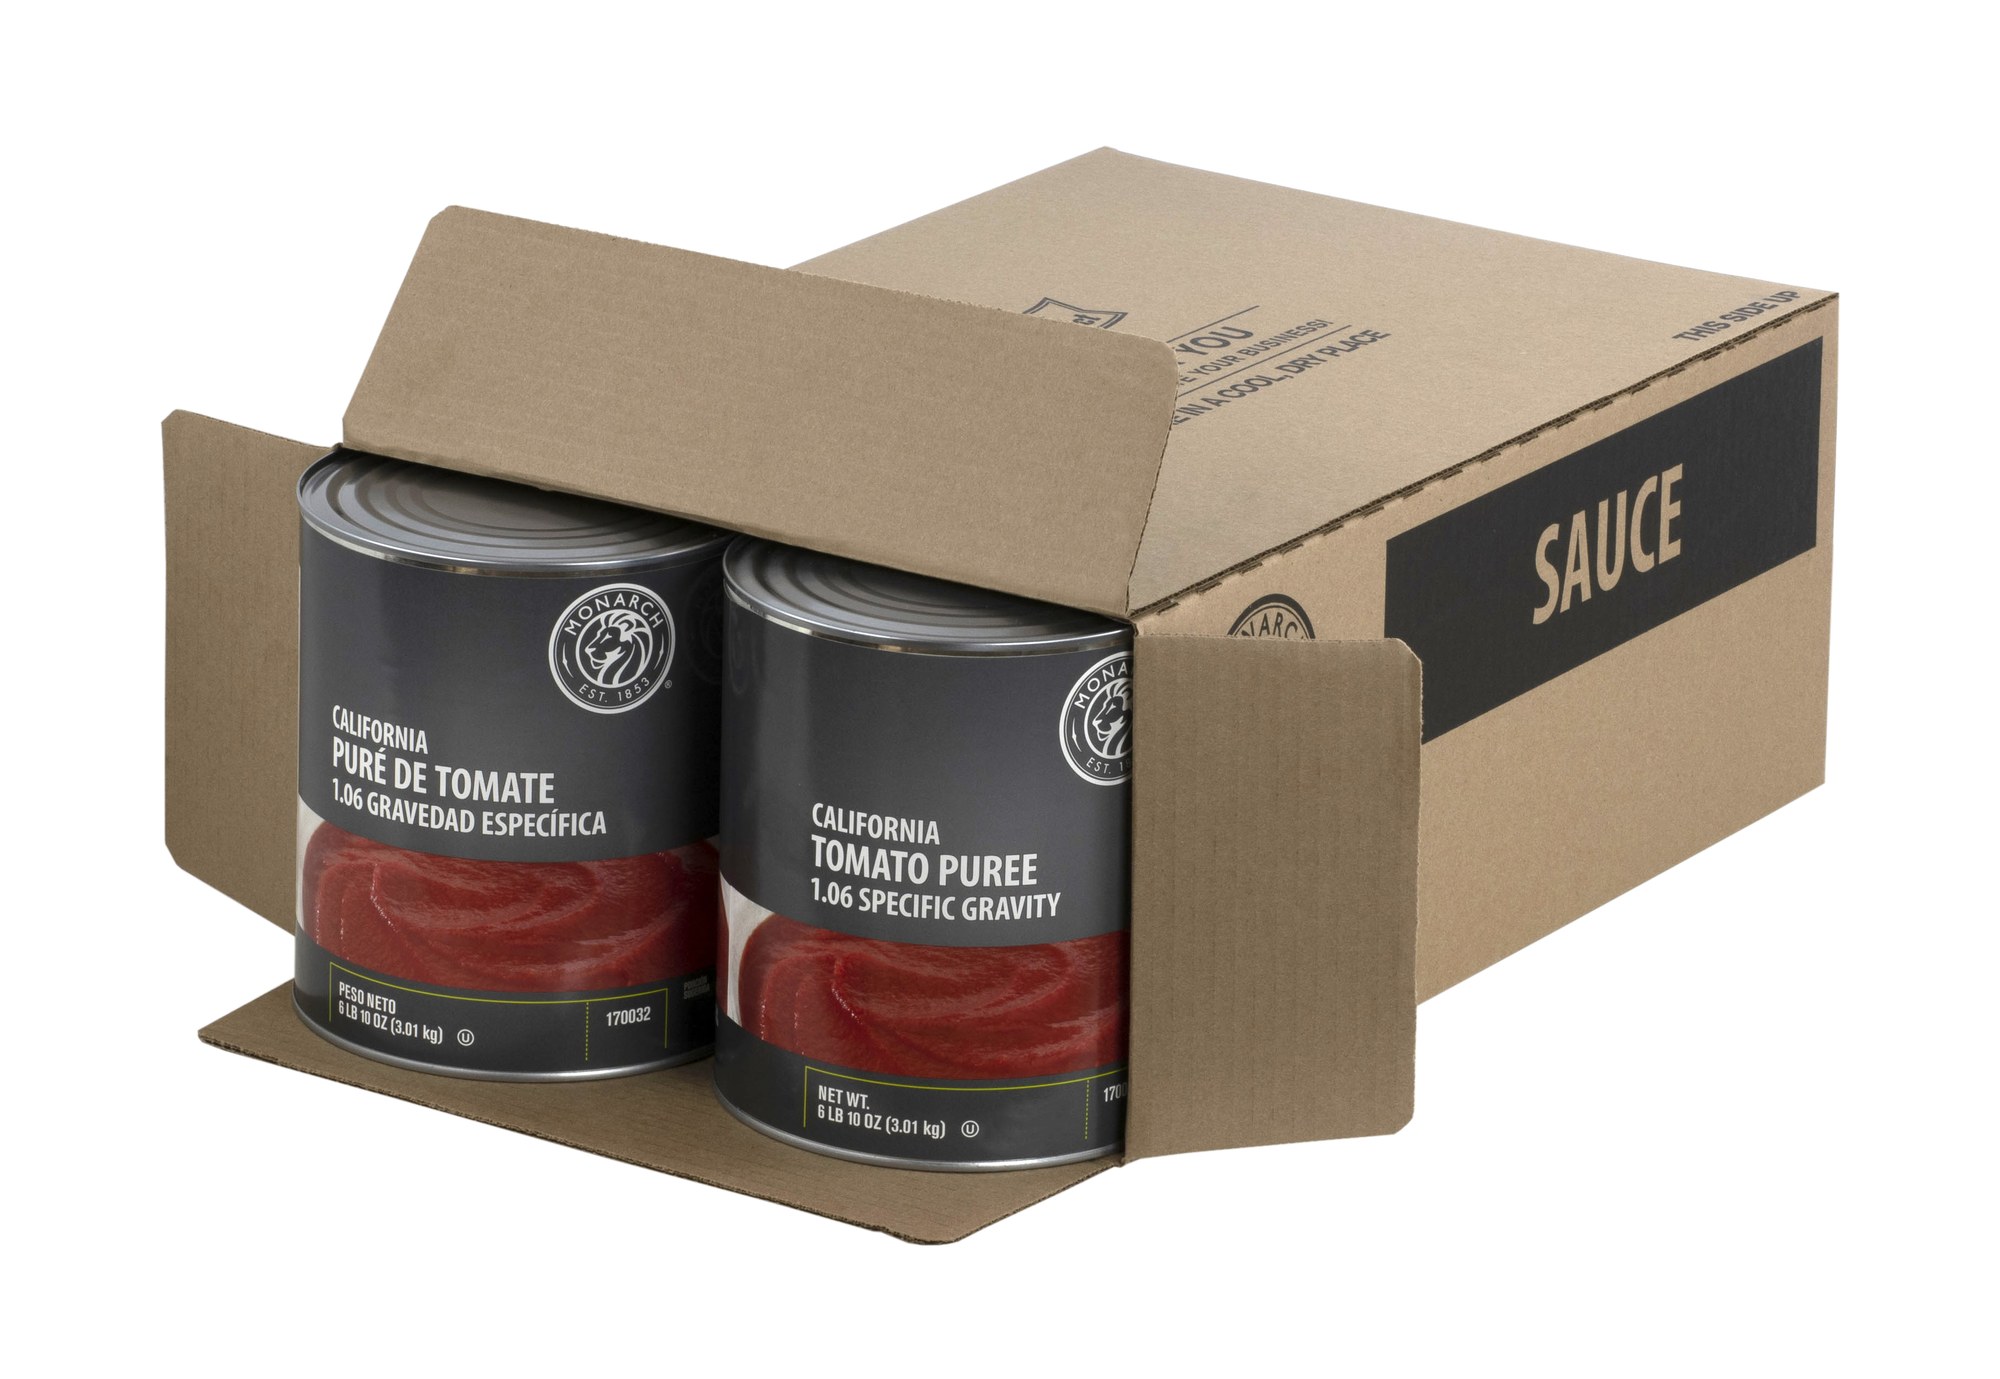 YOU
YOUR BUSINESS!
IN A COOL, DRY PLACE
THIS SIDE UP
SAUCE
MONARCH
EST. 1853
®
CALIFORNIA
PURÉ DE TOMATE
1.06 GRAVEDAD ESPECÍFICA
PESO NETO
6 LB 10 OZ (3.01 kg) U
170032
CALIFORNIA
TOMATO PUREE
1.06 SPECIFIC GRAVITY
NET WT.
6 LB 10 OZ (3.01 kg) U
EST.